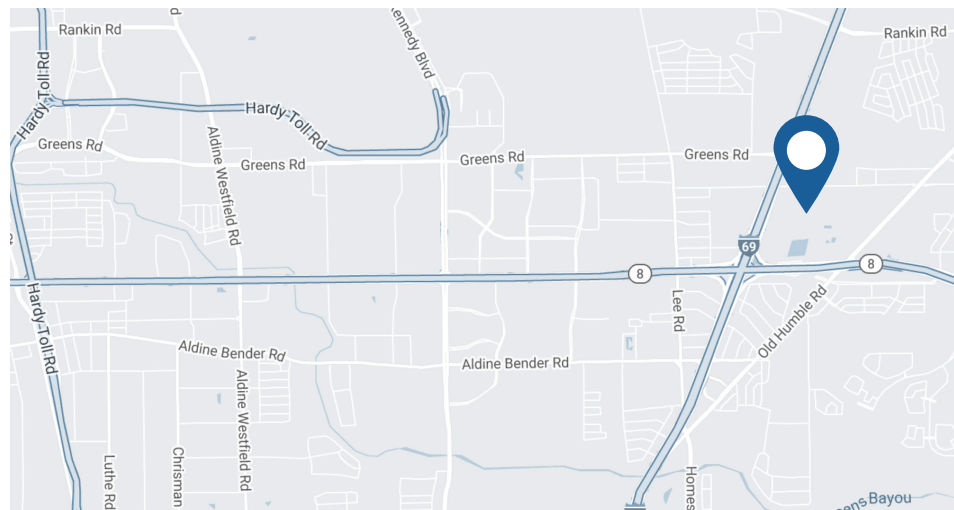 Rankin Rd
Kennedy Blvd
Rankin Rd
Hardy Toll Rd
Hardy Toll Rd
Greens Rd
Aldine Westfield Rd
Greens Rd
Greens Rd
Greens Rd
69
8
8
Hardy Toll Rd
Lee Rd
Old Humble Rd
Aldine Bender Rd
Aldine Bender Rd
Aldine Westfield Rd
Luthe Rd
Chrisman
Homes
Bayou